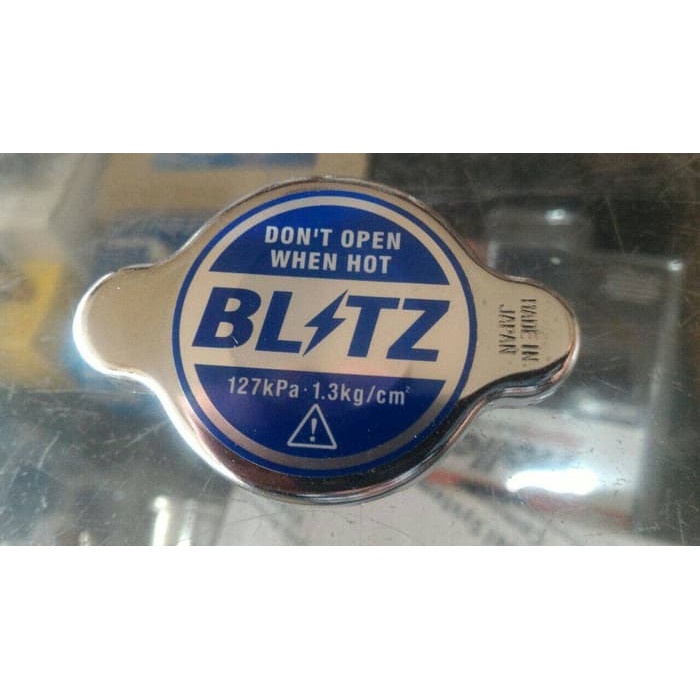 DON'T OPEN
WHEN HOT
BLITZ
127kPa·1.3kg/cm²
MADE IN
JAPAN